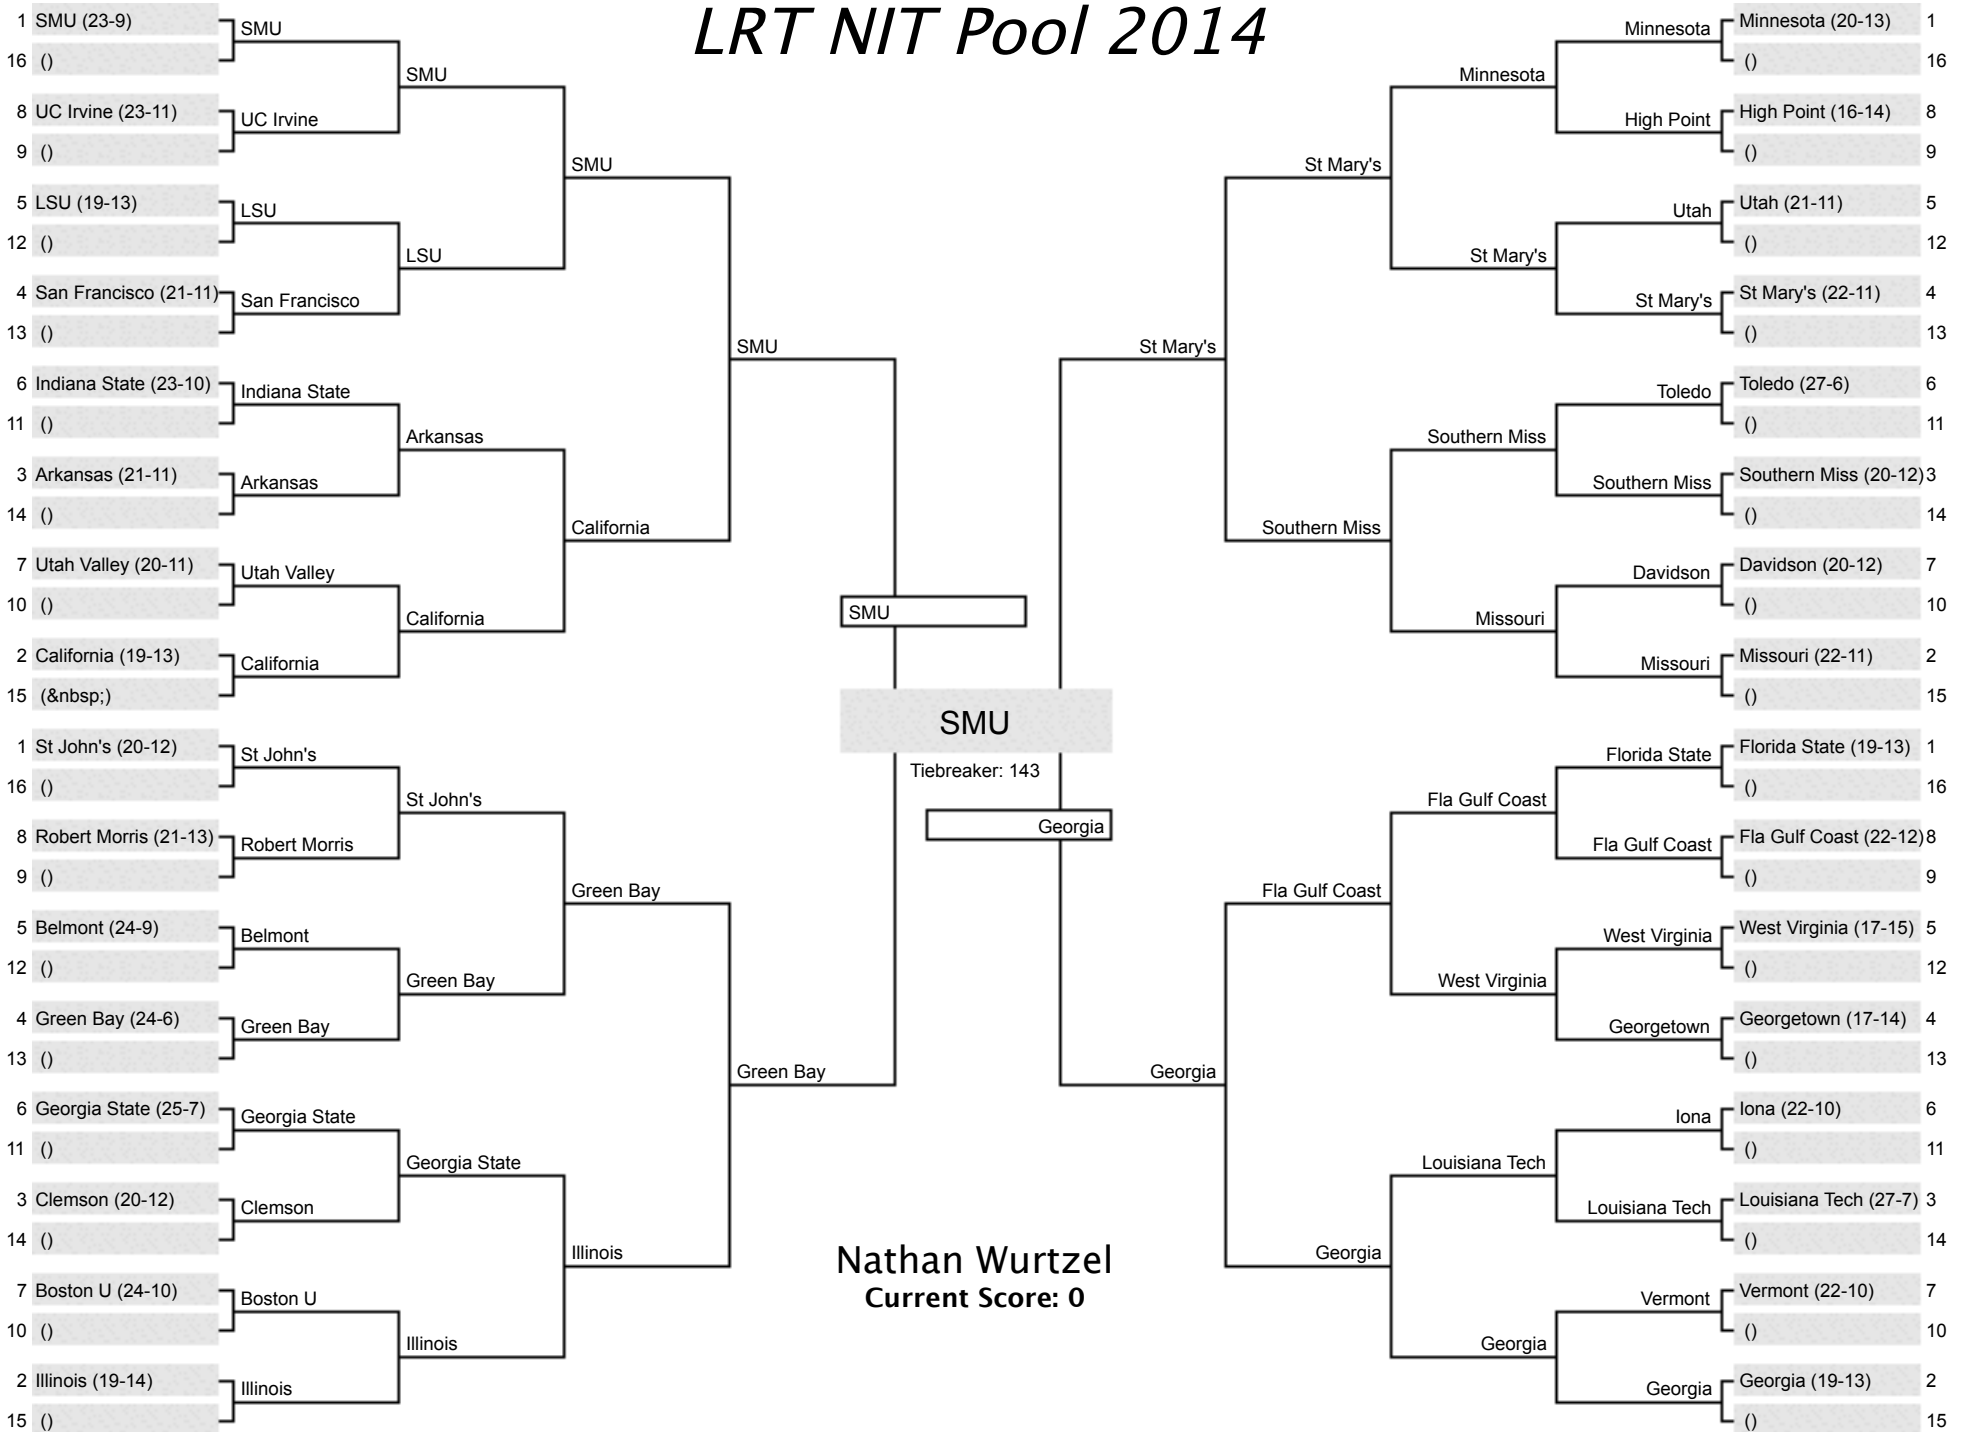 LRT NIT Pool 2014
1 SMU (23-9)
16 ()
8 UC Irvine (23-11)
9 ()
5 LSU (19-13)
12 ()
4 San Francisco (21-11)
13 ()
6 Indiana State (23-10)
11 ()
3 Arkansas (21-11)
14 ()
7 Utah Valley (20-11)
10 ()
2 California (19-13)
15 (&nbsp;)
1 St John's (20-12)
16 ()
8 Robert Morris (21-13)
9 ()
5 Belmont (24-9)
12 ()
4 Green Bay (24-6)
13 ()
6 Georgia State (25-7)
11 ()
3 Clemson (20-12)
14 ()
7 Boston U (24-10)
10 ()
2 Illinois (19-14)
15 ()
SMU
UC Irvine
LSU
San Francisco
Indiana State
Arkansas
Utah Valley
California
St John's
Robert Morris
Belmont
Green Bay
Georgia State
Clemson
Boston U
Illinois
SMU
LSU
Arkansas
California
St John's
Green Bay
Georgia State
Illinois
SMU
California
Green Bay
Illinois
SMU
Green Bay
SMU
SMU
Tiebreaker: 143
Georgia
Nathan Wurtzel
Current Score: 0
St Mary's
Georgia
St Mary's
Southern Miss
Fla Gulf Coast
Georgia
Minnesota
St Mary's
Southern Miss
Missouri
Fla Gulf Coast
West Virginia
Louisiana Tech
Georgia
Minnesota
High Point
Utah
St Mary's
Toledo
Southern Miss
Davidson
Missouri
Florida State
Fla Gulf Coast
West Virginia
Georgetown
Iona
Louisiana Tech
Vermont
Georgia
Minnesota (20-13) 1
() 16
High Point (16-14) 8
() 9
Utah (21-11) 5
() 12
St Mary's (22-11) 4
() 13
Toledo (27-6) 6
() 11
Southern Miss (20-12) 3
() 14
Davidson (20-12) 7
() 10
Missouri (22-11) 2
() 15
Florida State (19-13) 1
() 16
Fla Gulf Coast (22-12) 8
() 9
West Virginia (17-15) 5
() 12
Georgetown (17-14) 4
() 13
Iona (22-10) 6
() 11
Louisiana Tech (27-7) 3
() 14
Vermont (22-10) 7
() 10
Georgia (19-13) 2
() 15